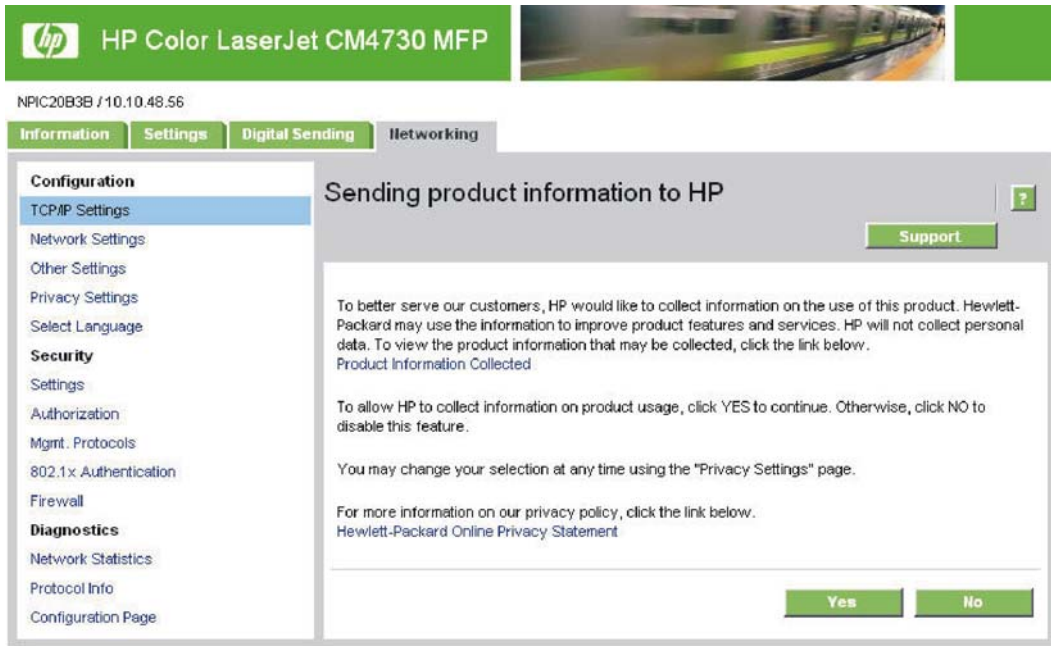 hp HP Color LaserJet CM4730 MFP
NPIC20B3B / 10.10.48.56
Information Settings Digital Sending Networking
Configuration
TCP/IP Settings
Network Settings
Other Settings
Privacy Settings
Select Language
Security
Settings
Authorization
Mgmt. Protocols
802.1x Authentication
Firewall
Diagnostics
Network Statistics
Protocol Info
Configuration Page
Sending product information to HP
?
Support
To better serve our customers, HP would like to collect information on the use of this product. Hewlett-
Packard may use the information to improve product features and services. HP will not collect personal
data. To view the product information that may be collected, click the link below.
Product Information Collected
To allow HP to collect information on product usage, click YES to continue. Otherwise, click NO to
disable this feature.
You may change your selection at any time using the "Privacy Settings" page.
For more information on our privacy policy, click the link below.
Hewlett-Packard Online Privacy Statement
Yes No